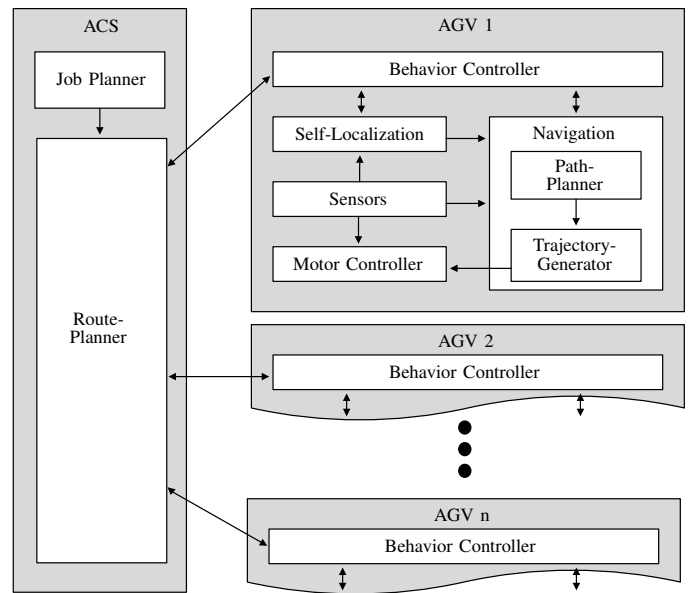 ACS
Job Planner
Route-
Planner
AGV 1
Behavior Controller
Self-Localization
Sensors
Motor Controller
Navigation
Path-
Planner
Trajectory-
Generator
AGV 2
Behavior Controller
AGV n
Behavior Controller